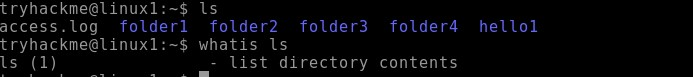 tryhackme@linux1:~$ ls
access.log  folder1  folder2  folder3  folder4  hello1
tryhackme@linux1:~$ whatis ls
ls (1)               - list directory contents
tryhackme@linux1:~$